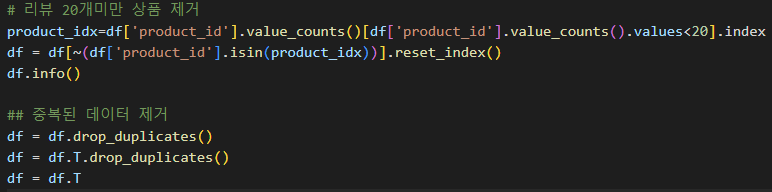 # 리뷰 20개미만 상품 제거
product_idx=df['product_id'].value_counts()[df['product_id'].value_counts().values<20].index
df = df[~(df['product_id'].isin(product_idx))].reset_index()
df.info()
## 중복된 데이터 제거
df = df.drop_duplicates()
df = df.T.drop_duplicates()
df = df.T